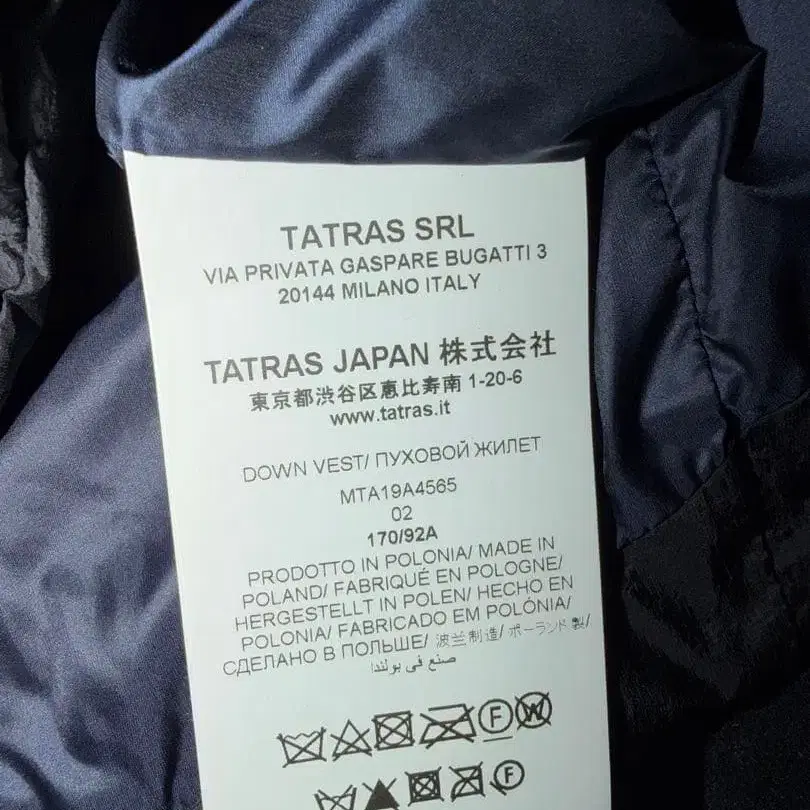 TATRAS SRL
VIA PRIVATA GASPARE BUGATTI 3
20144 MILANO ITALY
TATRAS JAPAN 株式会社
東京都渋谷区恵比寿南 1-20-6
www.tatras.it
DOWN VEST/ ПУХОВОЙ ЖИЛЕТ
MTA19A4565
02
170/92A
PRODOTTO IN POLONIA/ MADE IN
POLAND/ FABRIQUÉ EN POLOGNE/
HERGESTELLT IN POLEN/ HECHO EN
POLONIA/ FABRICADO EM POLÓNIA/
СДЕЛАНО В ПОЛЬШЕ/ 波兰制造/ ポーランド製/
صنع في بولندا
F W
F